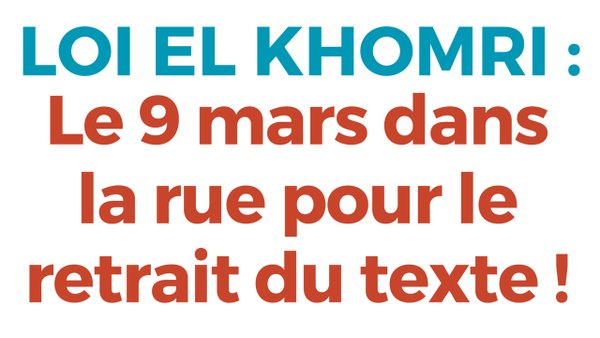 LOI EL KHOMRI :
Le 9 mars dans
la rue pour le
retrait du texte !